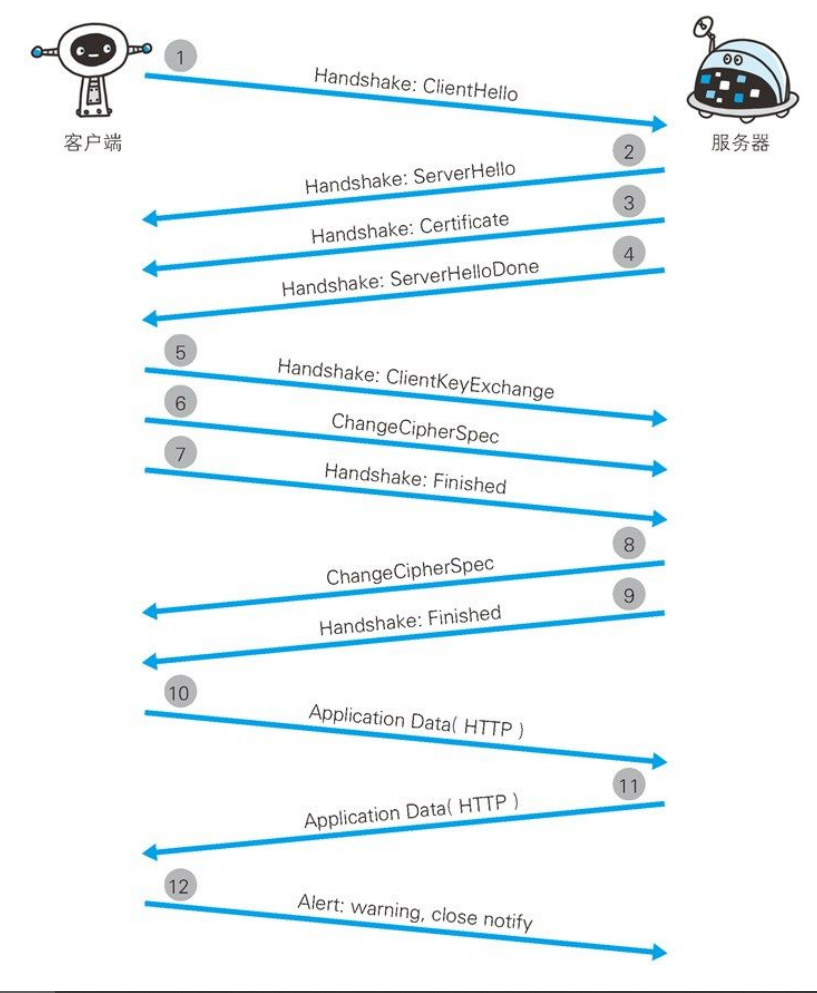 1
Handshake: ClientHello
客户端
服务器
2
Handshake: ServerHello
3
Handshake: Certificate
4
Handshake: ServerHelloDone
5
Handshake: ClientKeyExchange
6
ChangeCipherSpec
7
Handshake: Finished
8
ChangeCipherSpec
9
Handshake: Finished
10
Application Data( HTTP )
11
Application Data( HTTP )
12
Alert: warning, close notify